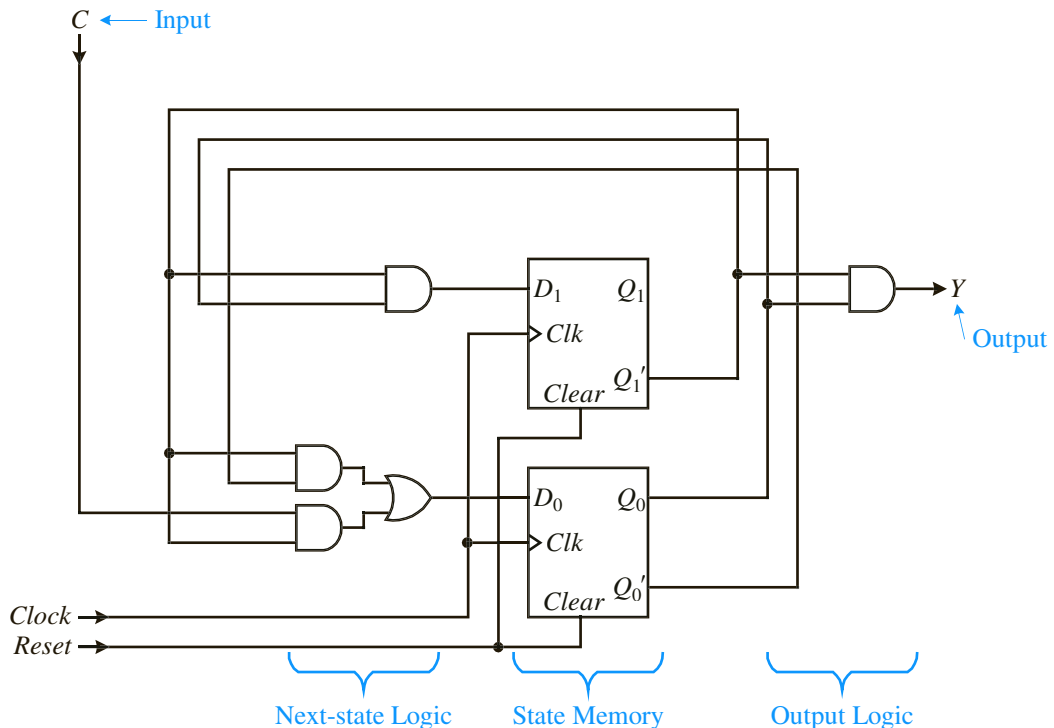 C
Input
D₁
Q₁
Clk
Q₁'
Clear
Y
Output
D₀
Q₀
Clk
Q₀'
Clear
Clock
Reset
Next-state Logic
State Memory
Output Logic